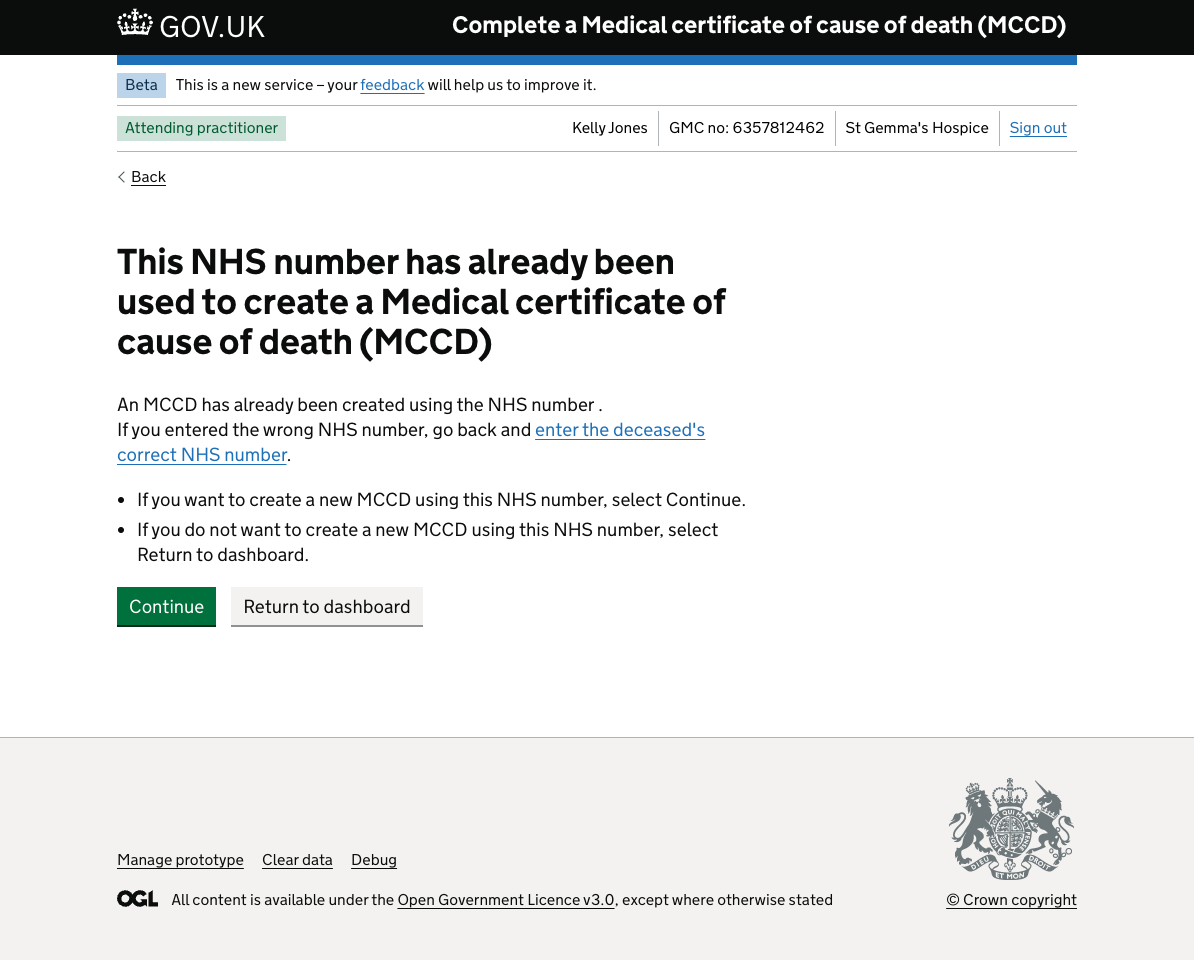 GOV.UK
Complete a Medical certificate of cause of death (MCCD)
Beta
This is a new service – your feedback will help us to improve it.
Attending practitioner
Kelly Jones
GMC no: 6357812462
St Gemma's Hospice
Sign out
Back
This NHS number has already been
used to create a Medical certificate of
cause of death (MCCD)
An MCCD has already been created using the NHS number .
If you entered the wrong NHS number, go back and enter the deceased's
correct NHS number.
If you want to create a new MCCD using this NHS number, select Continue.
If you do not want to create a new MCCD using this NHS number, select
Return to dashboard.
Continue
Return to dashboard
DIEU ET MON DROIT
Manage prototype
Clear data
Debug
OGL
All content is available under the Open Government Licence v3.0, except where otherwise stated
© Crown copyright